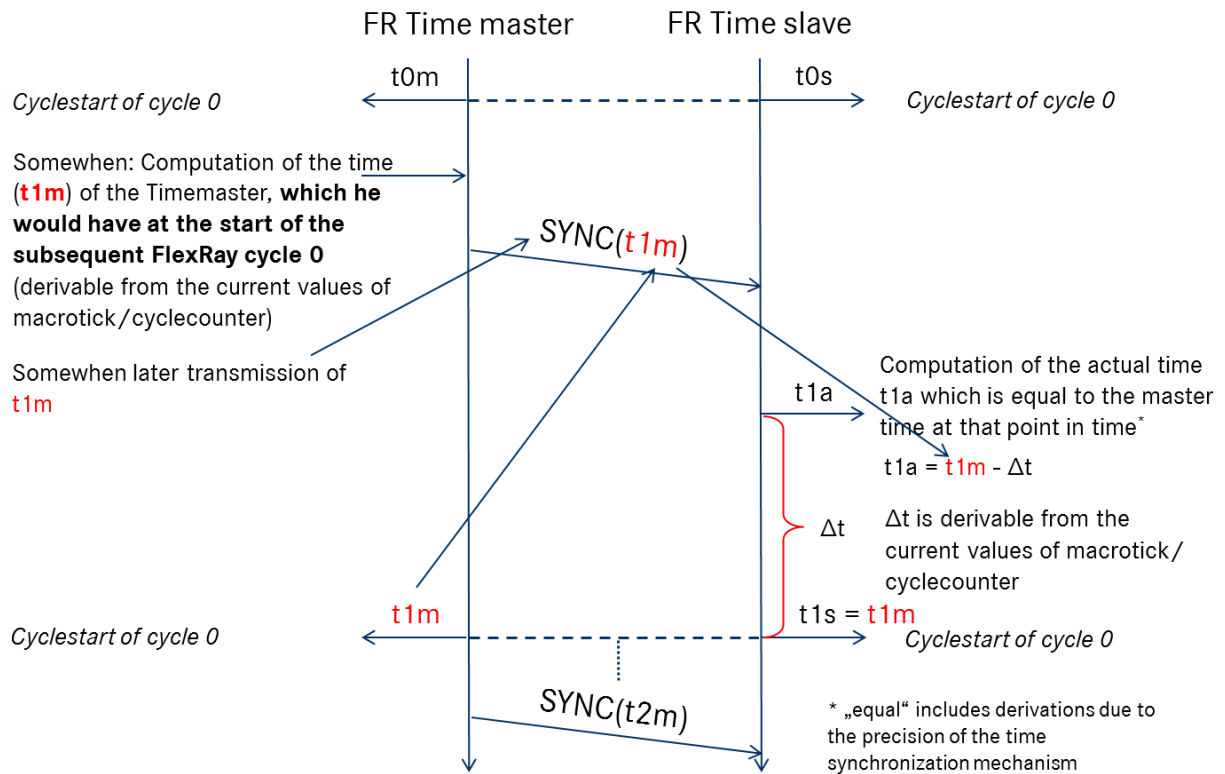 FR Time master
FR Time slave
t0m
t0s
Cyclestart of cycle 0
Cyclestart of cycle 0
Somewhen: Computation of the time
(t1m) of the Timemaster, which he
would have at the start of the
subsequent FlexRay cycle 0
(derivable from the current values of
macrotick/cyclecounter)
SYNC(t1m)
Somewhen later transmission of
t1m
t1a
Computation of the actual time
t1a which is equal to the master
time at that point in time*
t1a = t1m - Δt
Δt
Δt is derivable from the
current values of macrotick/
cyclecounter
t1m
t1s = t1m
Cyclestart of cycle 0
Cyclestart of cycle 0
SYNC(t2m)
* „equal“ includes derivations due to
the precision of the time
synchronization mechanism